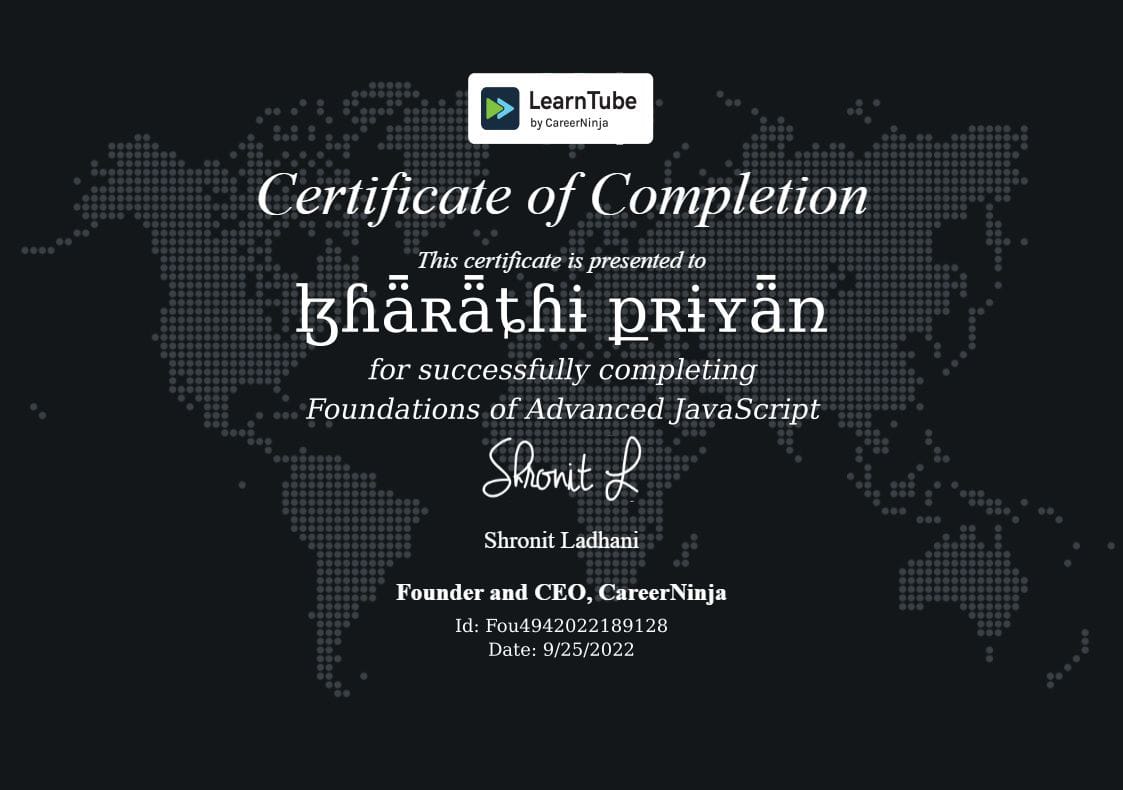 LearnTube
by CareerNinja
Certificate of Completion
This certificate is presented to
ꜩɦǟʀǟȶɦɨ քʀɨʏǟռ
for successfully completing
Foundations of Advanced JavaScript
Shronit L
Shronit Ladhani
Founder and CEO, CareerNinja
Id: Fou4942022189128
Date: 9/25/2022